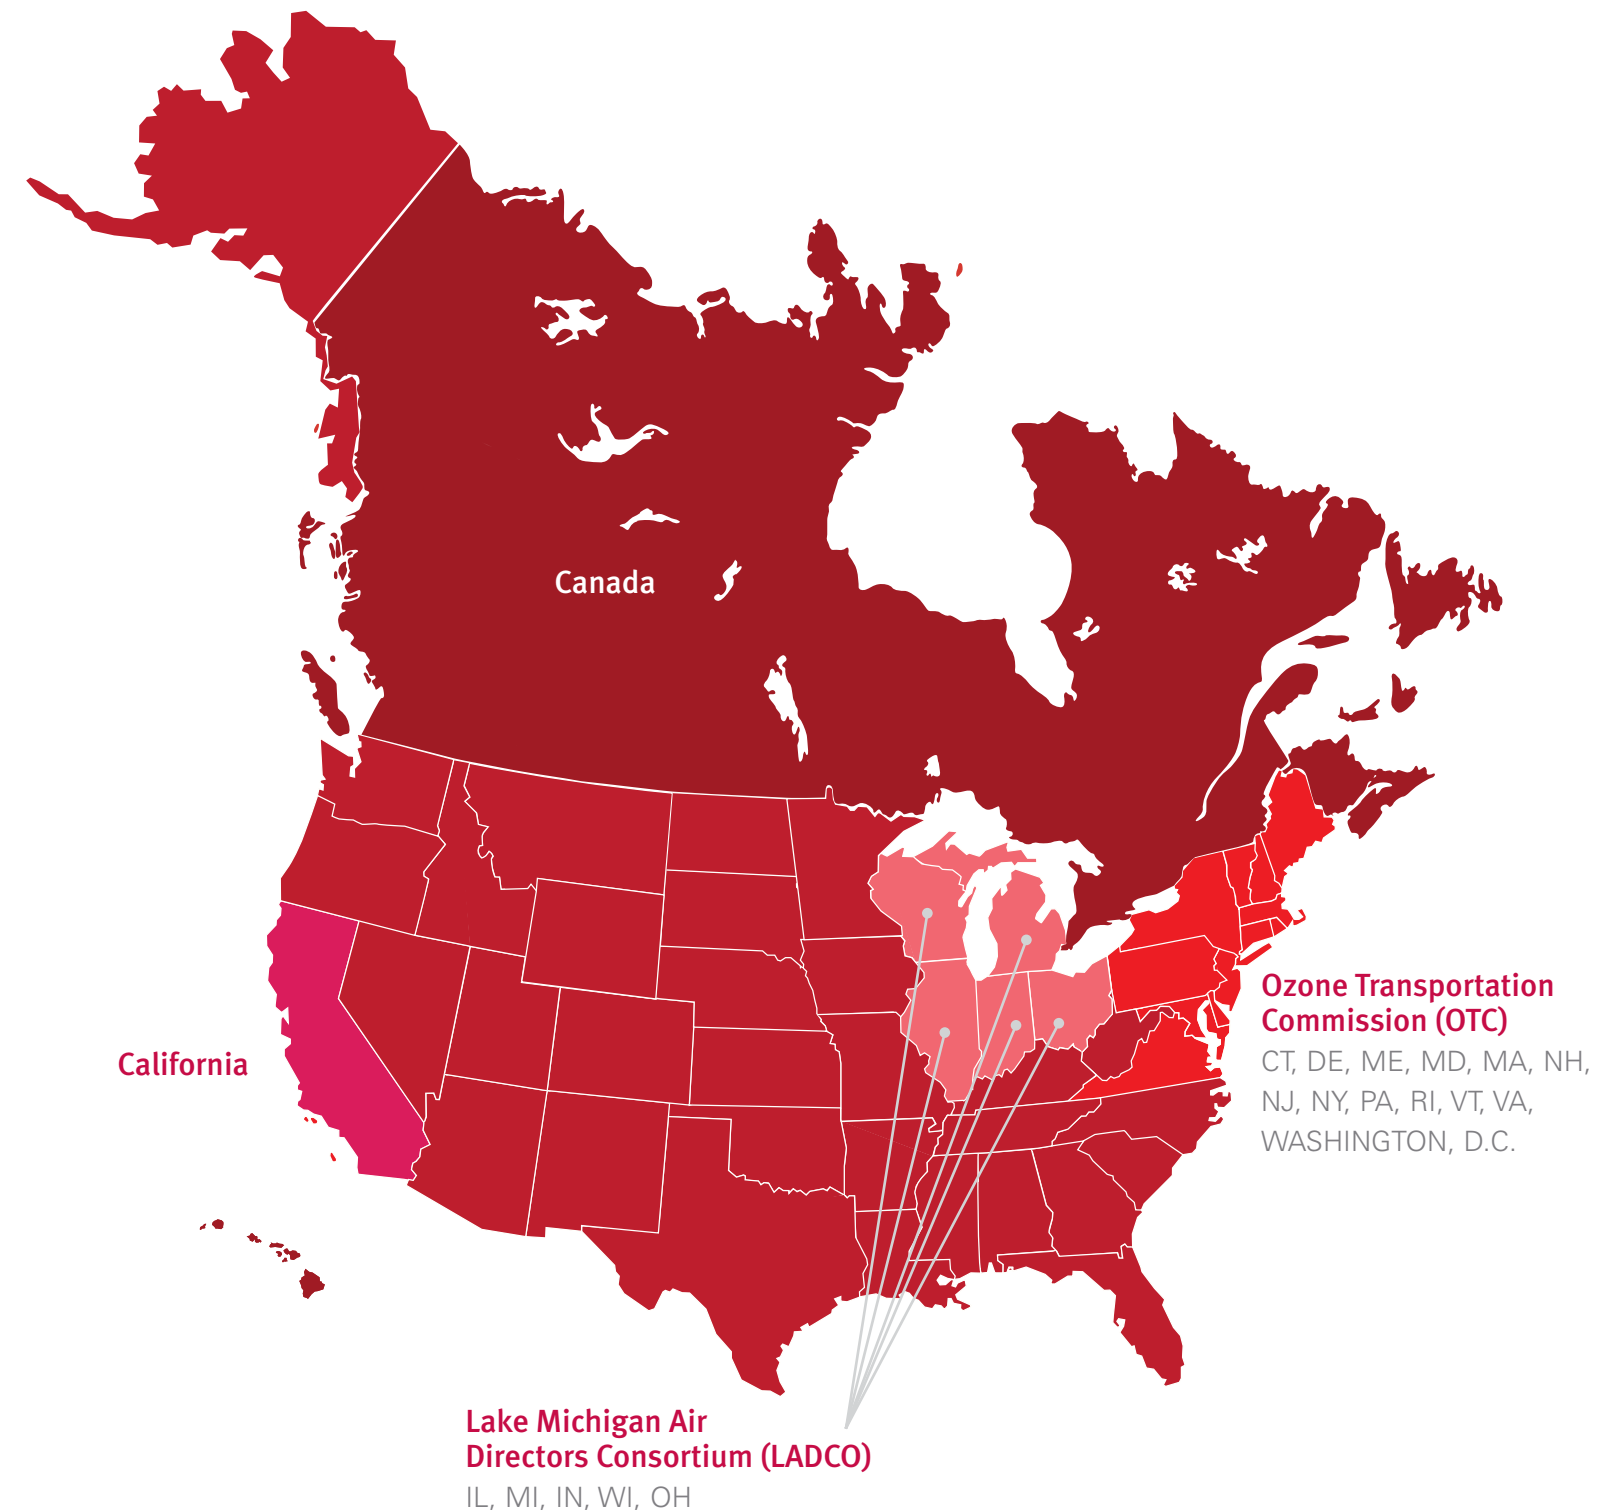 Canada
California
Ozone Transportation
Commission (OTC)
CT, DE, ME, MD, MA, NH,
NJ, NY, PA, RI, VT, VA,
WASHINGTON, D.C.
Lake Michigan Air
Directors Consortium (LADCO)
IL, MI, IN, WI, OH